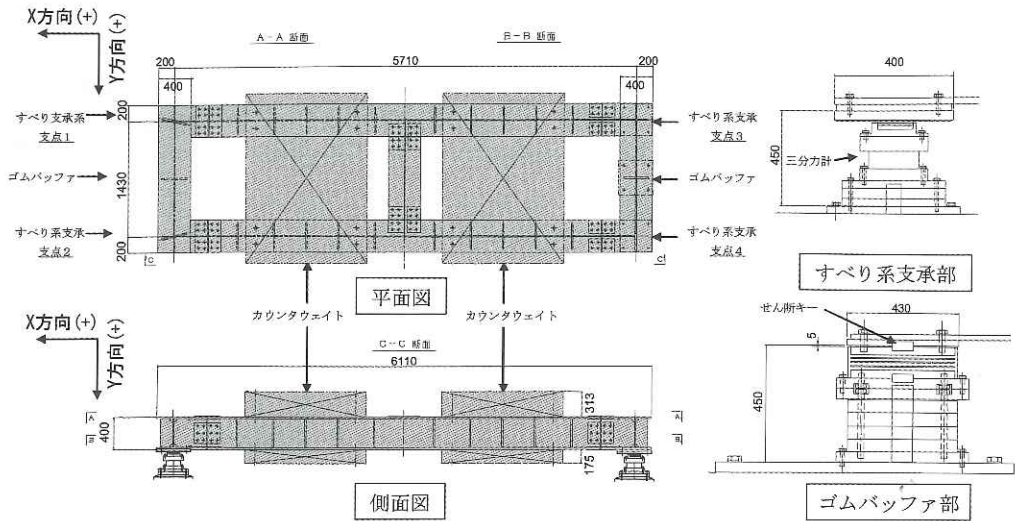 X方向(+)
Y方向(+)
A－A 断面
B－B 断面
200
5710
200
400
400
200
すべり支承系
支点1
ゴムバッファ
1430
すべり系支承
支点2
200
C
C
すべり系支承
支点3
ゴムバッファ
すべり系支承
支点4
平面図
カウンタウェイト
カウンタウェイト
X方向(+)
Y方向(+)
C－C 断面
6110
A
A
B
B
400
313
175
側面図
400
450
三分力計
すべり系支承部
せん断キー
430
5
450
ゴムバッファ部